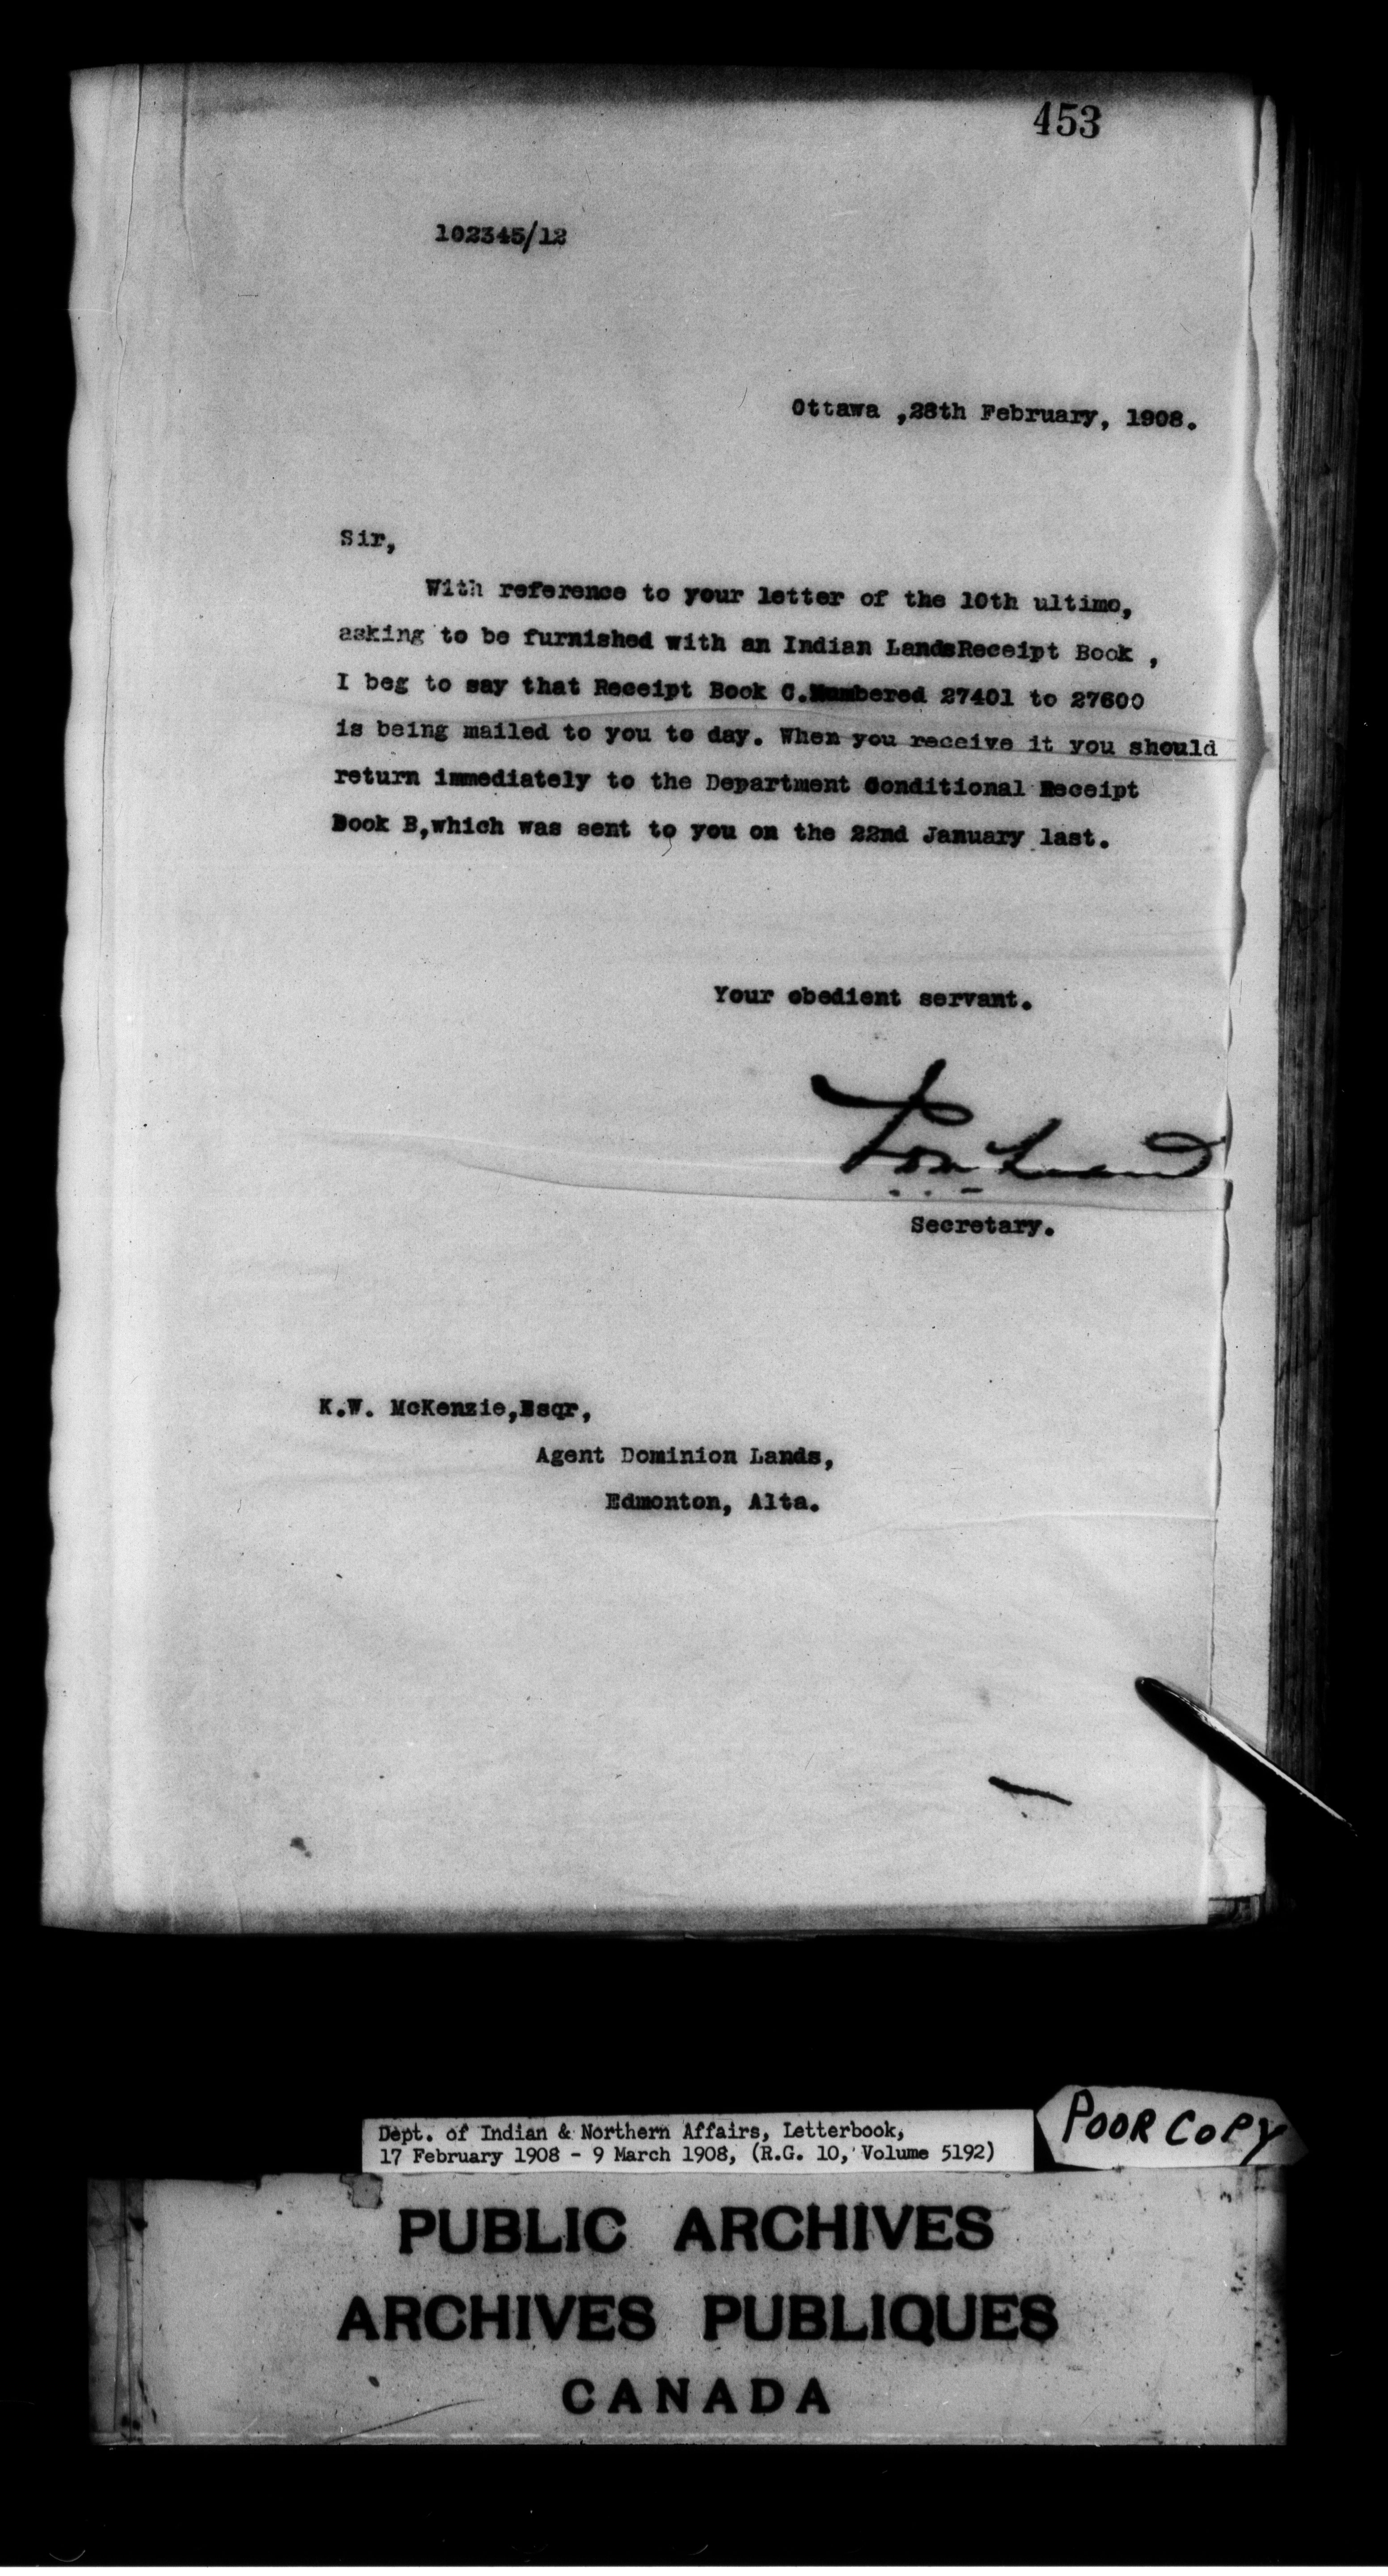 453
102345/12
Ottawa ,28th February, 1908.
Sir,
With reference to your letter of the 10th ultimo,
asking to be furnished with an Indian LandsReceipt Book ,
I beg to say that Receipt Book C.Numbered 27401 to 27600
is being mailed to you to day. When you receive it you should
return immediately to the Department Conditional Receipt
Book B,which was sent to you on the 22nd January last.
Your obedient servant.
Secretary.
K.W. McKenzie,Esqr,
Agent Dominion Lands,
Edmonton, Alta.
Dept. of Indian & Northern Affairs, Letterbook,
17 February 1908 - 9 March 1908, (R.G. 10, Volume 5192)
POOR COPY
PUBLIC ARCHIVES
ARCHIVES PUBLIQUES
CANADA